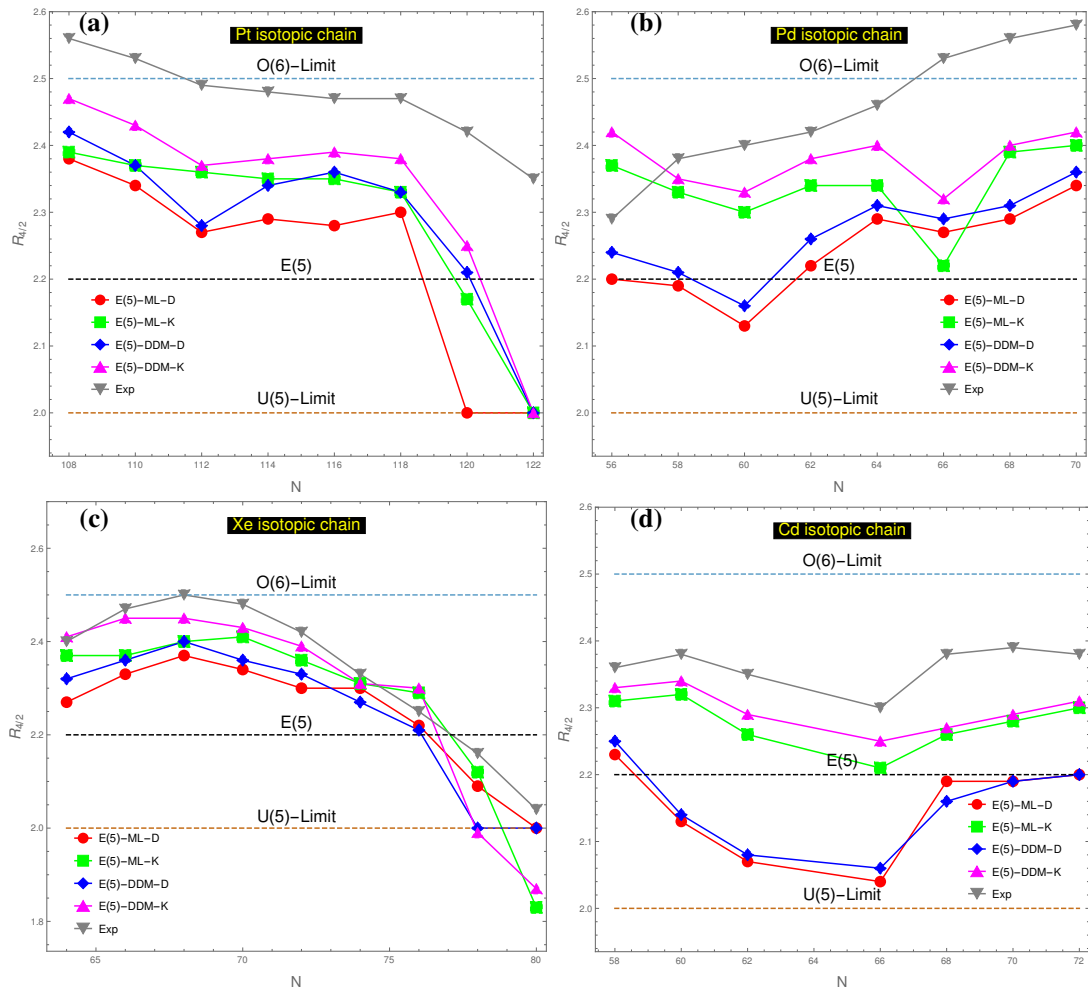 (a)
Pt isotopic chain
O(6)-Limit
E(5)
E(5)-ML-D
E(5)-ML-K
E(5)-DDM-D
E(5)-DDM-K
Exp
U(5)-Limit
R4/2
2.6
2.5
2.4
2.3
2.2
2.1
2.0
108 110 112 114 116 118 120 122
N
(b)
Pd isotopic chain
O(6)-Limit
E(5)
E(5)-ML-D
E(5)-ML-K
E(5)-DDM-D
E(5)-DDM-K
Exp
U(5)-Limit
R4/2
2.6
2.5
2.4
2.3
2.2
2.1
2.0
56 58 60 62 64 66 68 70
N
(c)
Xe isotopic chain
O(6)-Limit
E(5)
U(5)-Limit
E(5)-ML-D
E(5)-ML-K
E(5)-DDM-D
E(5)-DDM-K
Exp
R4/2
2.6
2.4
2.2
2.0
1.8
65 70 75 80
N
(d)
Cd isotopic chain
O(6)-Limit
E(5)
E(5)-ML-D
E(5)-ML-K
E(5)-DDM-D
E(5)-DDM-K
Exp
U(5)-Limit
R4/2
2.6
2.5
2.4
2.3
2.2
2.1
2.0
58 60 62 64 66 68 70 72
N